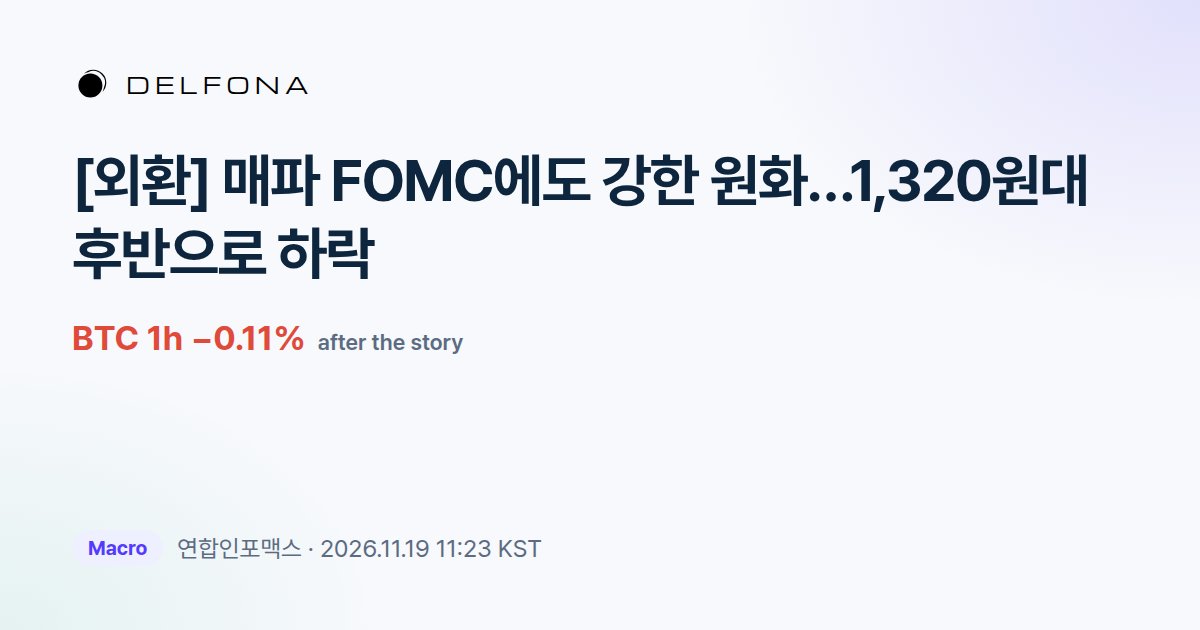 DELFONA
[외환] 매파 FOMC에도 강한 원화…1,320원대
후반으로 하락
BTC 1h −0.11% after the story
Macro 연합인포맥스 · 2026.11.19 11:23 KST